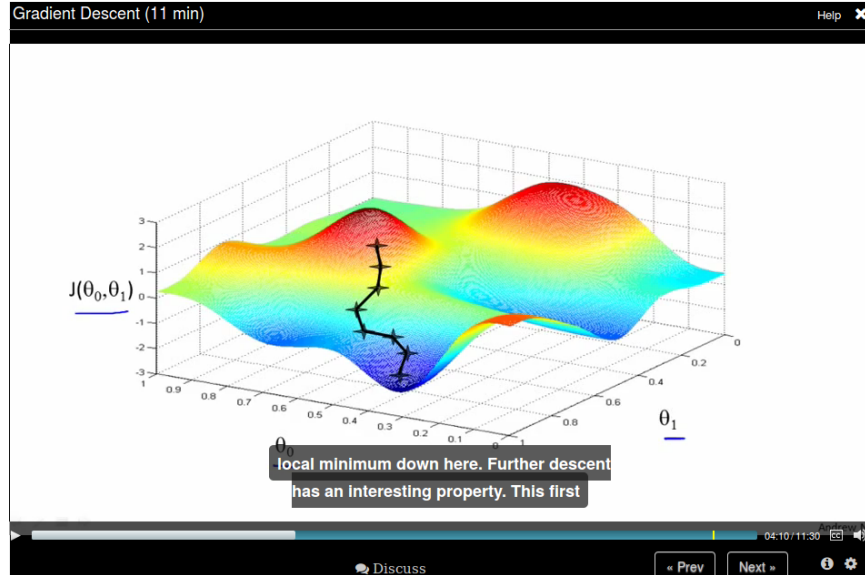 Gradient Descent (11 min)
Help
3
2
1
J(θ₀,θ₁) 0
-1
-2
-3
1
0.9
0.8
0.7
0.6
0.5
0.4
0.3
0.2
0.1
0
1
0.8
0.6
0.4
0.2
0
θ₁
θ₀
local minimum down here. Further descent
has an interesting property. This first
04:10 / 11:30 CC
Discuss
« Prev
Next »